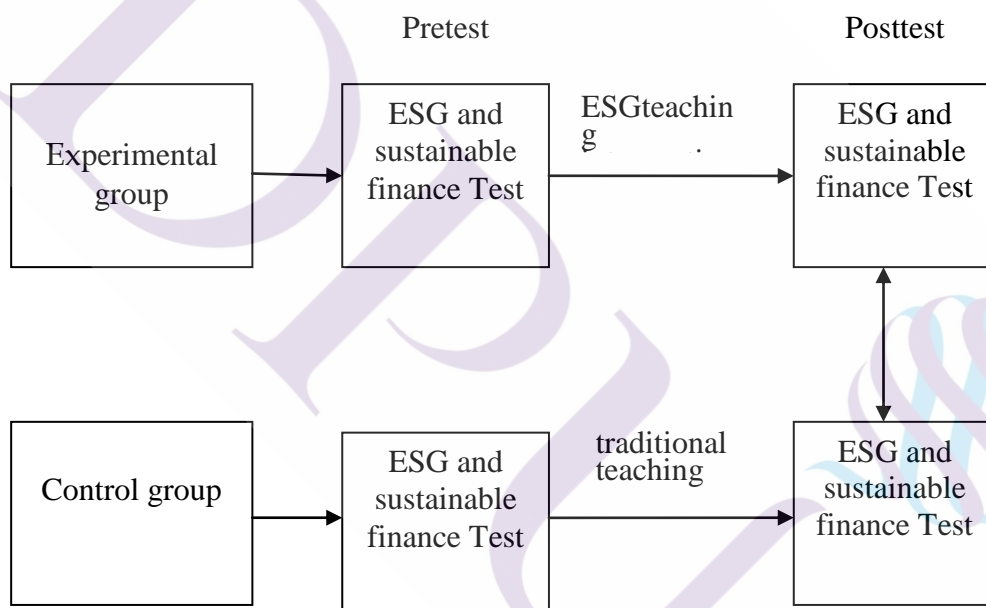 Pretest
Posttest
Experimental
group
ESG and
sustainable
finance Test
ESGteachin
g
ESG and
sustainable
finance Test
Control group
ESG and
sustainable
finance Test
traditional
teaching
ESG and
sustainable
finance Test
DPU